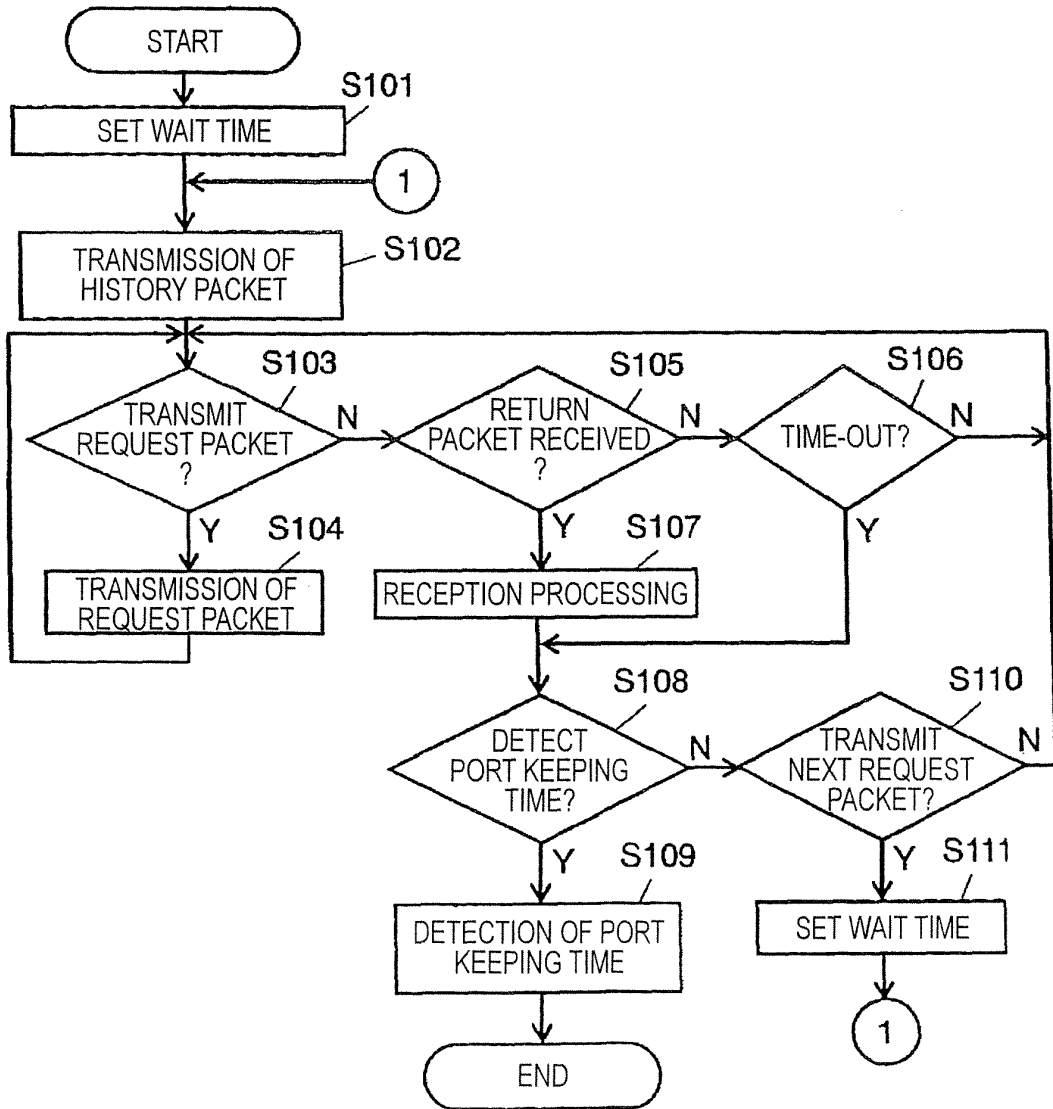 START
S101
SET WAIT TIME
1
S102
TRANSMISSION OF
HISTORY PACKET
S103
TRANSMIT
REQUEST PACKET
?
N
Y
S105
RETURN
PACKET RECEIVED
?
N
Y
S106
TIME-OUT?
N
Y
S104
TRANSMISSION OF
REQUEST PACKET
S107
RECEPTION PROCESSING
S108
DETECT
PORT KEEPING
TIME?
N
Y
S110
TRANSMIT
NEXT REQUEST
PACKET?
N
Y
S109
DETECTION OF PORT
KEEPING TIME
S111
SET WAIT TIME
1
END